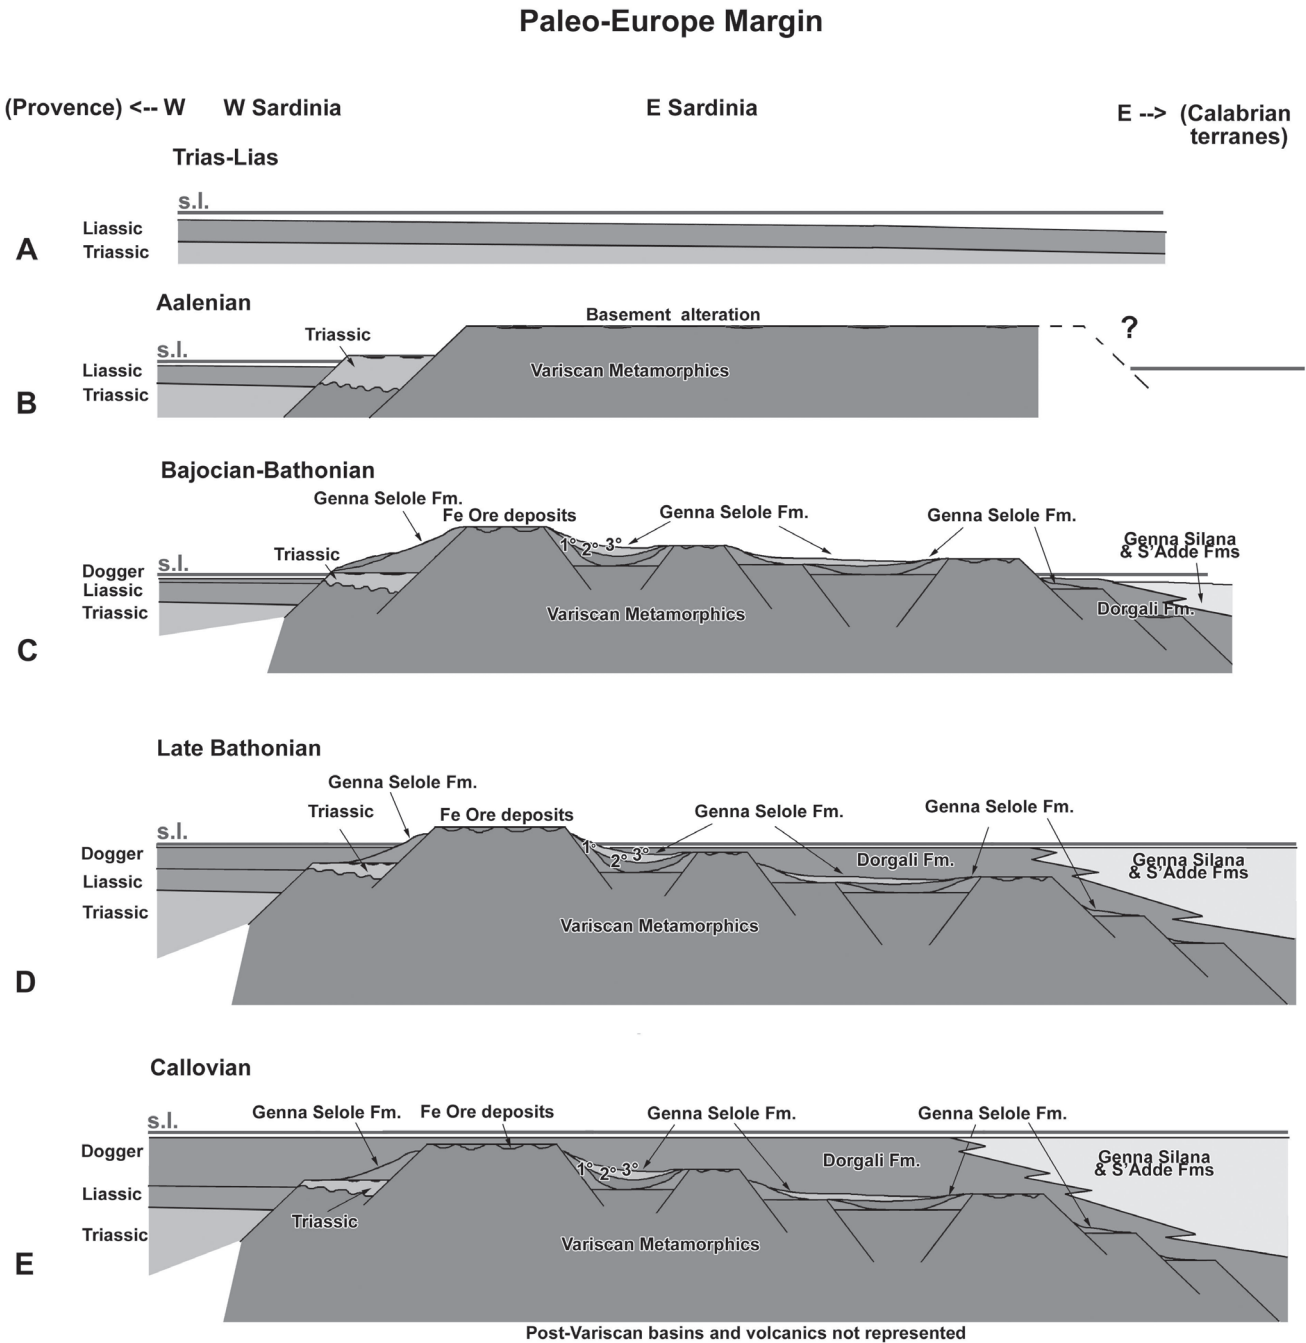 Paleo-Europe Margin
(Provence) <-- W W Sardinia E Sardinia E --> (Calabrian
terranes)
Trias-Lias
s.l.
Liassic
A
Triassic
Aalenian
Basement alteration
Triassic
?
s.l.
Liassic
Variscan Metamorphics
Triassic
B
Bajocian-Bathonian
Genna Selole Fm.
Fe Ore deposits
Genna Selole Fm.
Genna Selole Fm.
Genna Silana
& S'Adde Fms
1° 2° 3°
Triassic
s.l.
Dogger
Liassic
Triassic
Variscan Metamorphics
Dorgali Fm.
C
Late Bathonian
Genna Selole Fm.
Triassic
Fe Ore deposits
Genna Selole Fm.
Genna Selole Fm.
s.l.
Dogger
1° 2° 3°
Dorgali Fm.
Genna Silana
& S'Adde Fms
Liassic
Triassic
Variscan Metamorphics
D
Callovian
Genna Selole Fm.
Fe Ore deposits
Genna Selole Fm.
Genna Selole Fm.
s.l.
Dogger
1° 2° 3°
Dorgali Fm.
Genna Silana
& S'Adde Fms
Liassic
Triassic
Triassic
Variscan Metamorphics
E
Post-Variscan basins and volcanics not represented